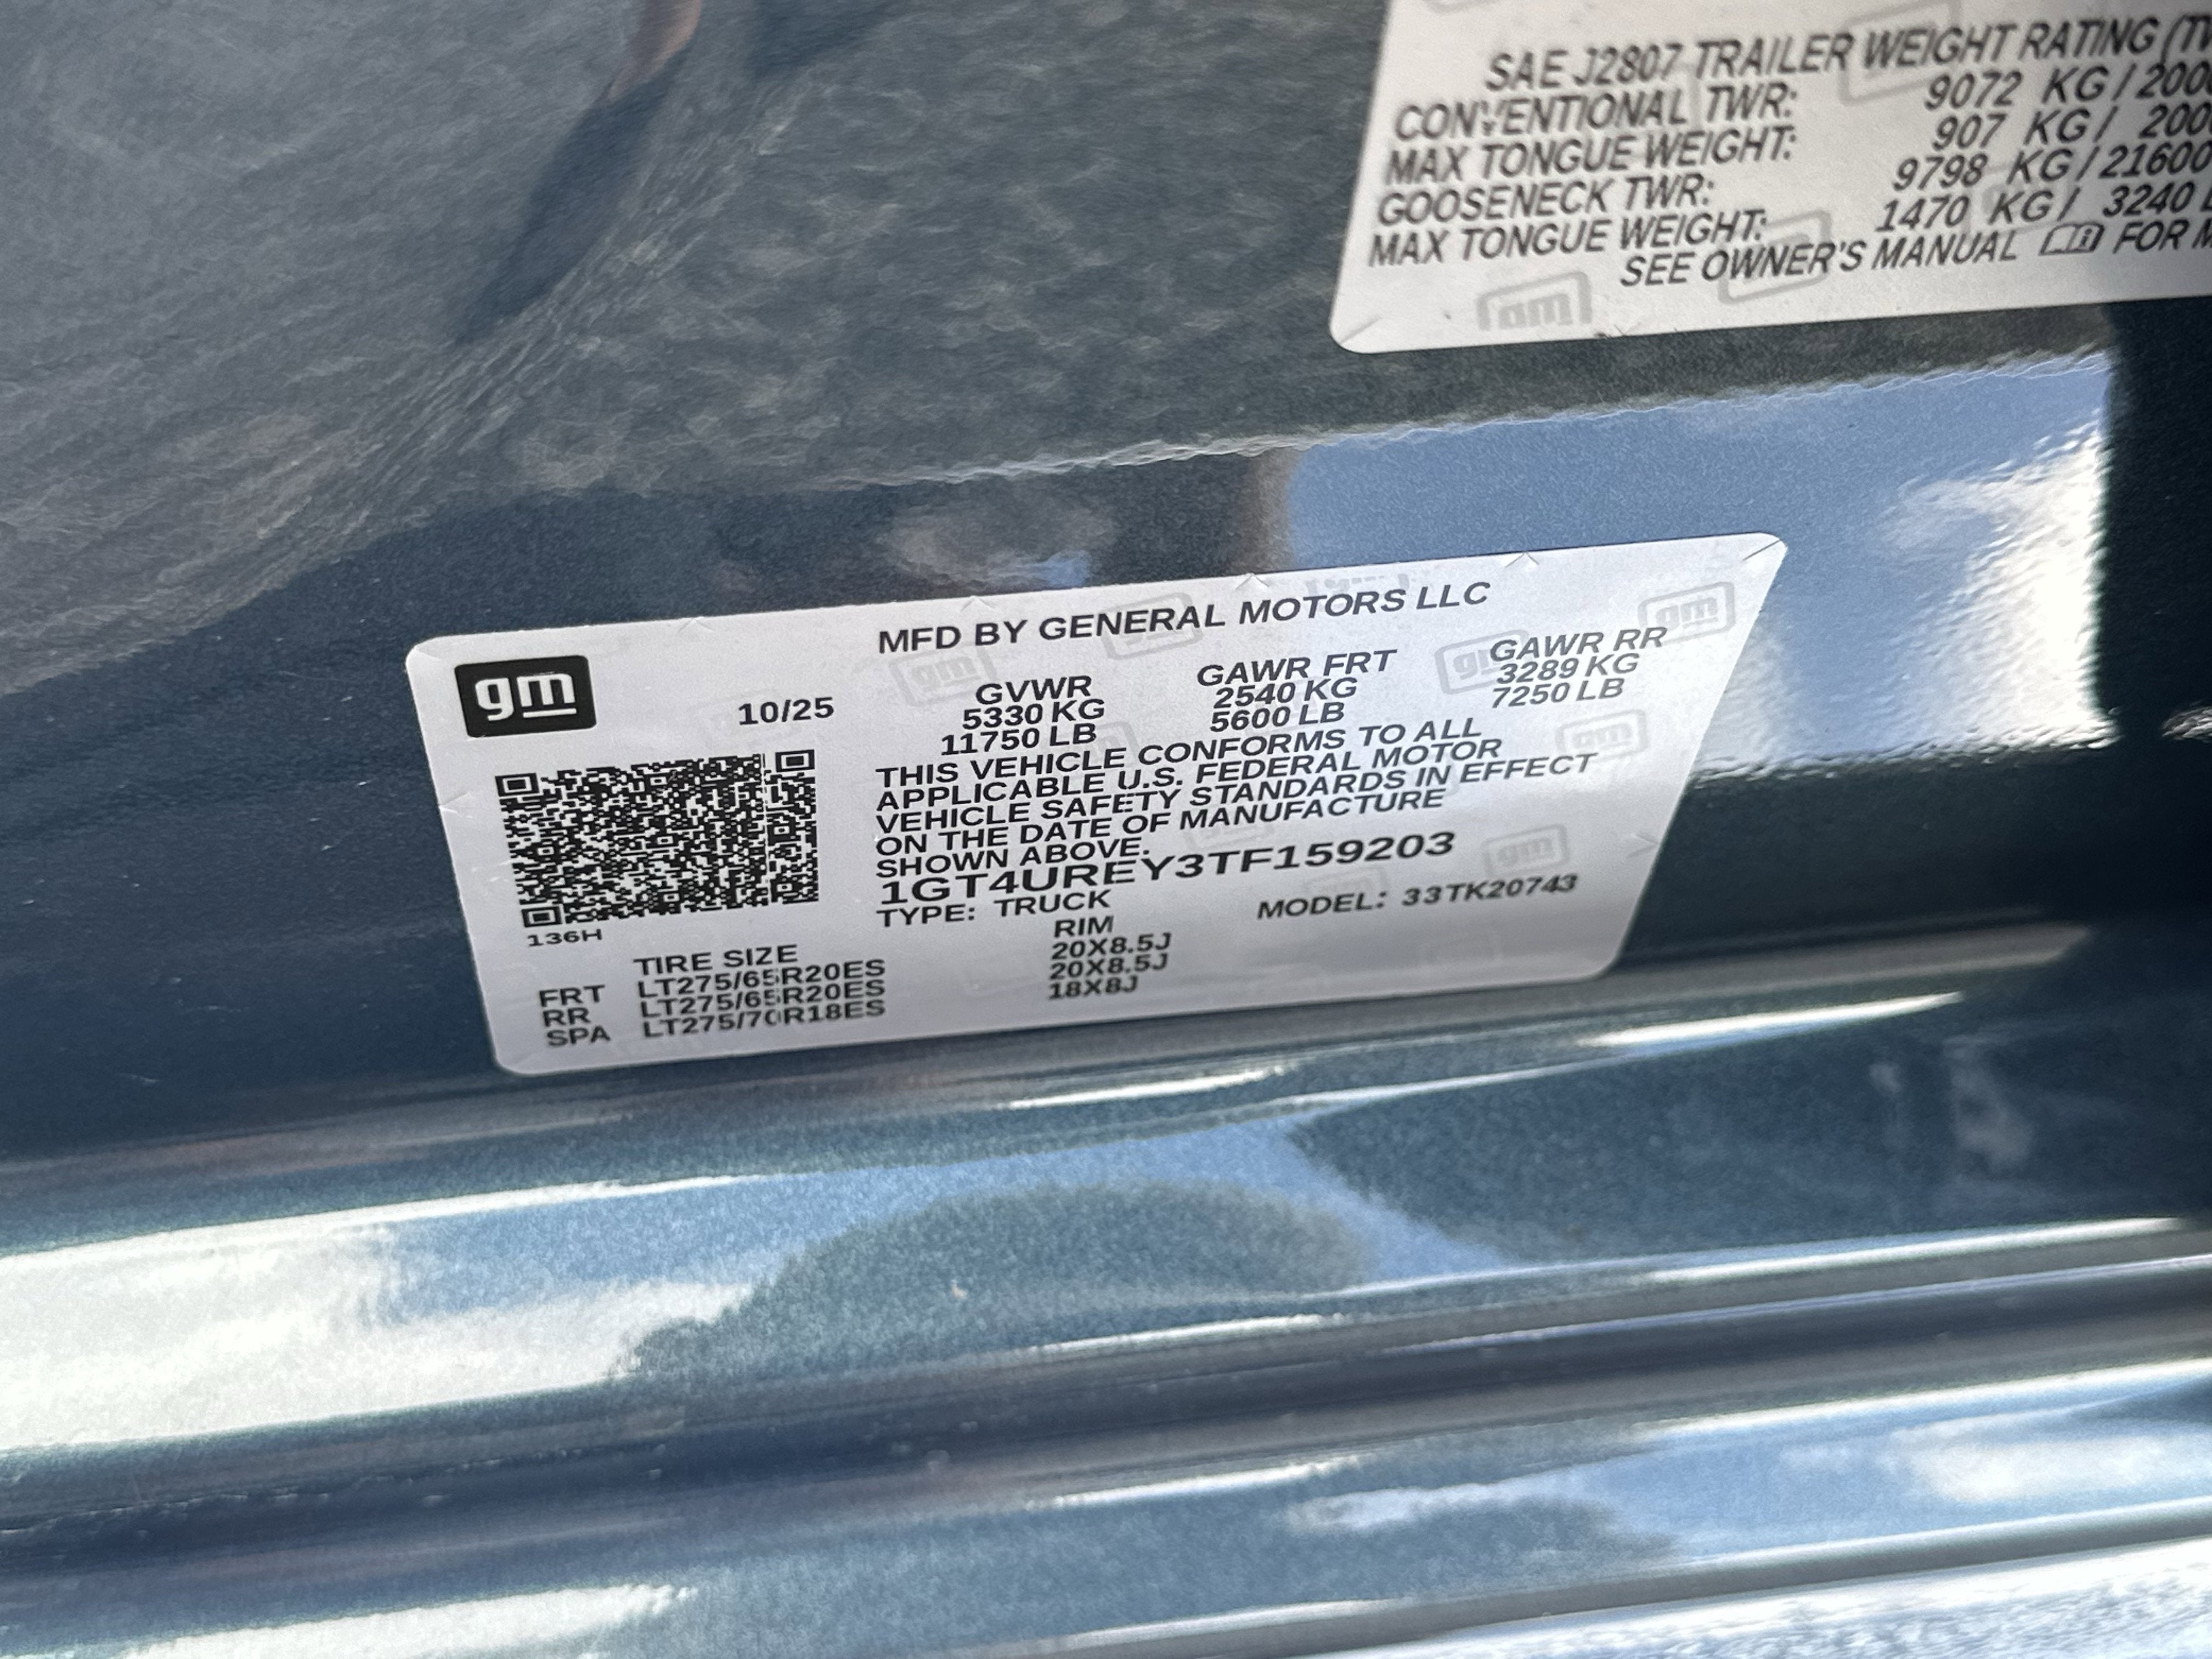 SAE J2807 TRAILER WEIGHT RATING
CONVENTIONAL TWR: 9072 KG /
MAX TONGUE WEIGHT: 907 KG /
GOOSENECK TWR: 9798 KG / 21600
MAX TONGUE WEIGHT: 1470 KG / 3240
SEE OWNER'S MANUAL FOR
gm
MFD BY GENERAL MOTORS LLC
10/25
GVWR GAWR FRT GAWR RR
5330 KG 2540 KG 3289 KG
11750 LB 5600 LB 7250 LB
THIS VEHICLE CONFORMS TO ALL
APPLICABLE U.S. FEDERAL MOTOR
VEHICLE SAFETY STANDARDS IN EFFECT
ON THE DATE OF MANUFACTURE
SHOWN ABOVE.
1GT4UREY3TF159203
TYPE: TRUCK MODEL: 33TK20743
136H
TIRE SIZE RIM
FRT LT275/65R20ES 20X8.5J
RR LT275/65R20ES 20X8.5J
SPA LT275/70R18ES 18X8J